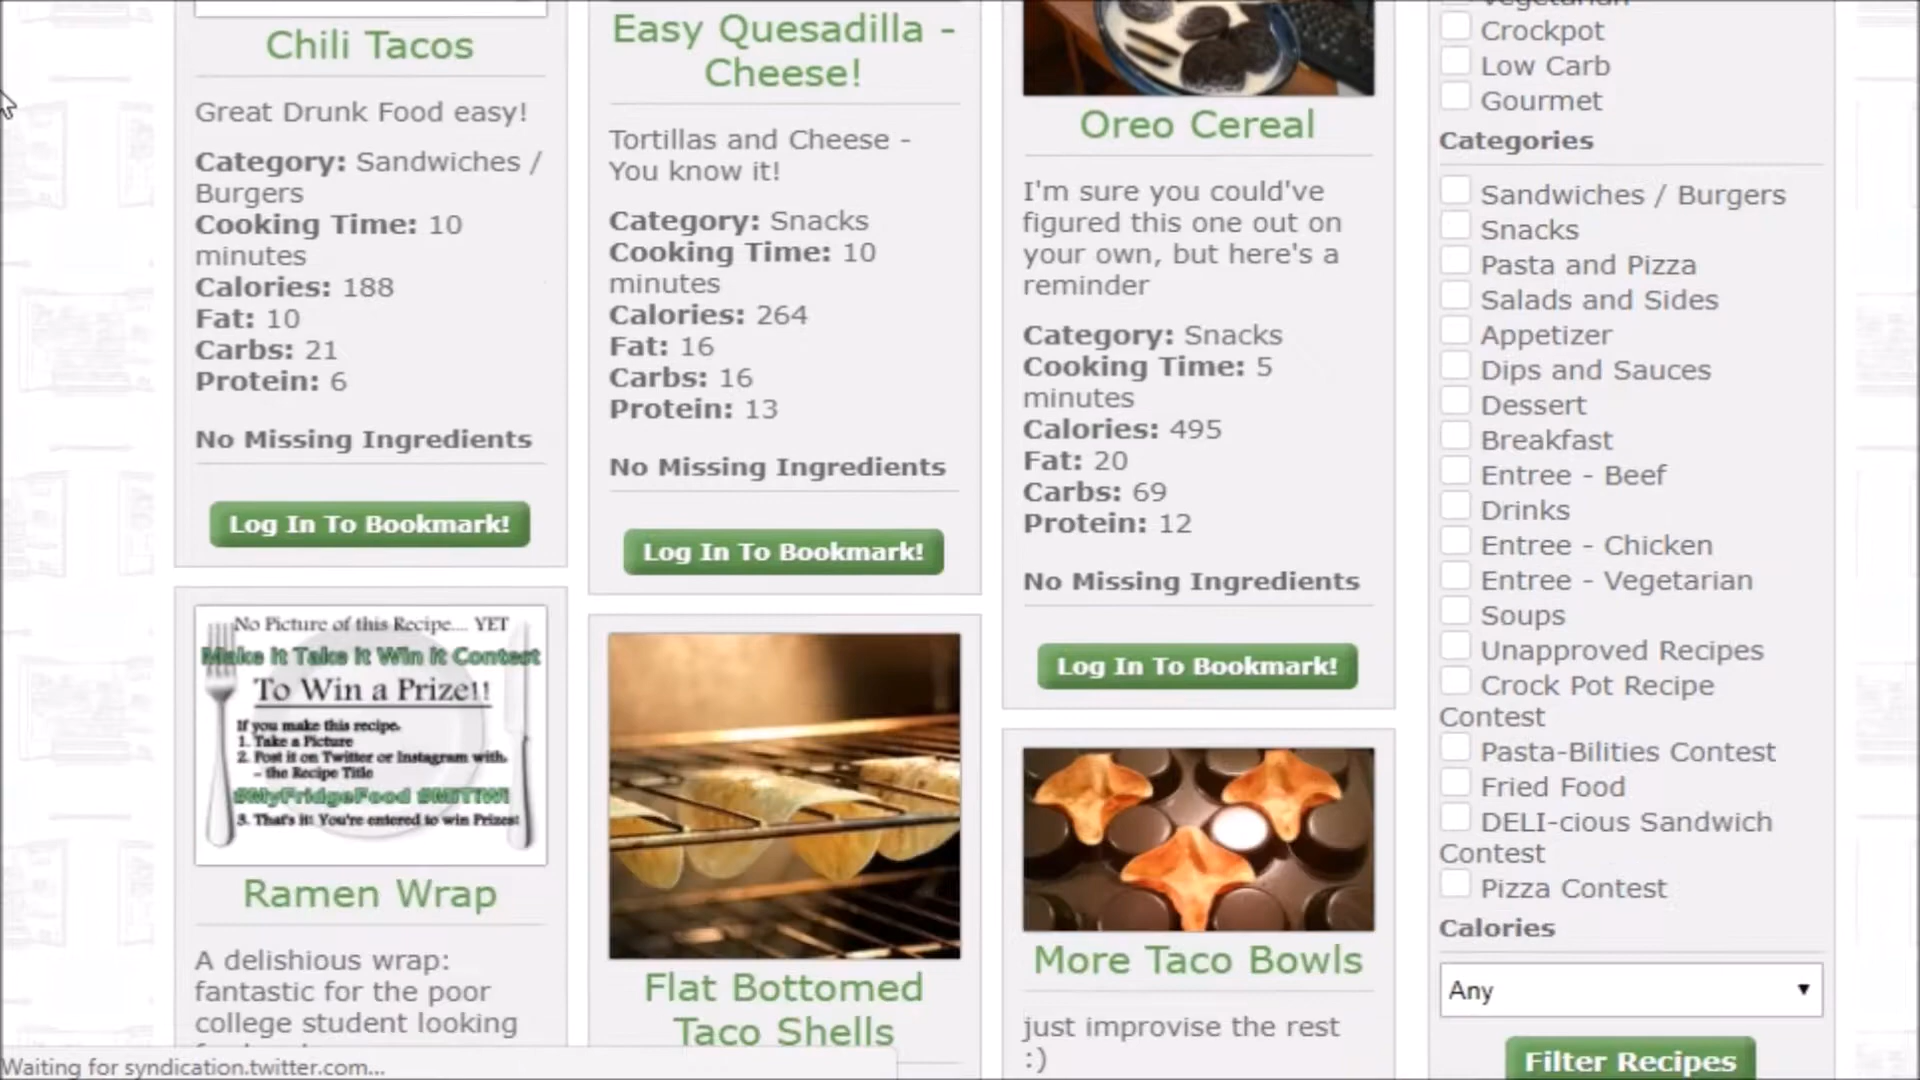 Chili Tacos
Great Drunk Food easy!
Category: Sandwiches /
Burgers
Cooking Time: 10
minutes
Calories: 188
Fat: 10
Carbs: 21
Protein: 6
No Missing Ingredients
Log In To Bookmark!
No Picture of this Recipe.... YET
Make it Take it Win it Contest
To Win a Prize!!
If you make this recipe.
1. Take a Picture
2. Post it on Twitter or Instagram with.
- the Recipe Title
#MyFridgeFood #MITIWI
3. That's it! You're entered to win Prizes!
Ramen Wrap
A delishious wrap:
fantastic for the poor
college student looking
Waiting for syndication.twitter.com...
Easy Quesadilla -
Cheese!
Tortillas and Cheese -
You know it!
Category: Snacks
Cooking Time: 10
minutes
Calories: 264
Fat: 16
Carbs: 16
Protein: 13
No Missing Ingredients
Log In To Bookmark!
Flat Bottomed
Taco Shells
Oreo Cereal
I'm sure you could've
figured this one out on
your own, but here's a
reminder
Category: Snacks
Cooking Time: 5
minutes
Calories: 495
Fat: 20
Carbs: 69
Protein: 12
No Missing Ingredients
Log In To Bookmark!
More Taco Bowls
just improvise the rest
:)
Vegetarian
Crockpot
Low Carb
Gourmet
Categories
Sandwiches / Burgers
Snacks
Pasta and Pizza
Salads and Sides
Appetizer
Dips and Sauces
Dessert
Breakfast
Entree - Beef
Drinks
Entree - Chicken
Entree - Vegetarian
Soups
Unapproved Recipes
Crock Pot Recipe
Contest
Pasta-Bilities Contest
Fried Food
DELI-cious Sandwich
Contest
Pizza Contest
Calories
Any
Filter Recipes